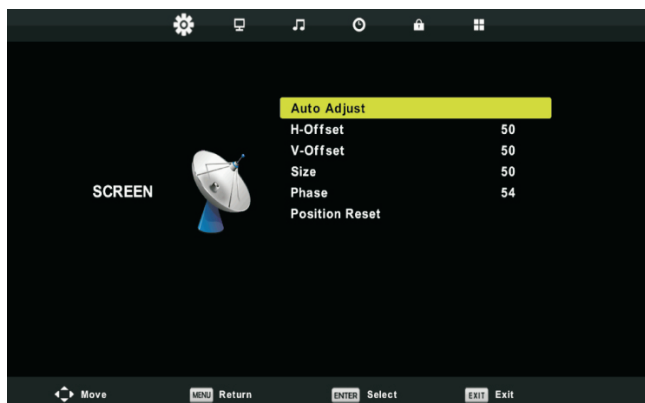 Auto Adjust
H-Offset 50
V-Offset 50
Size 50
SCREEN
Phase 54
Position Reset
Move MENU Return ENTER Select EXIT Exit